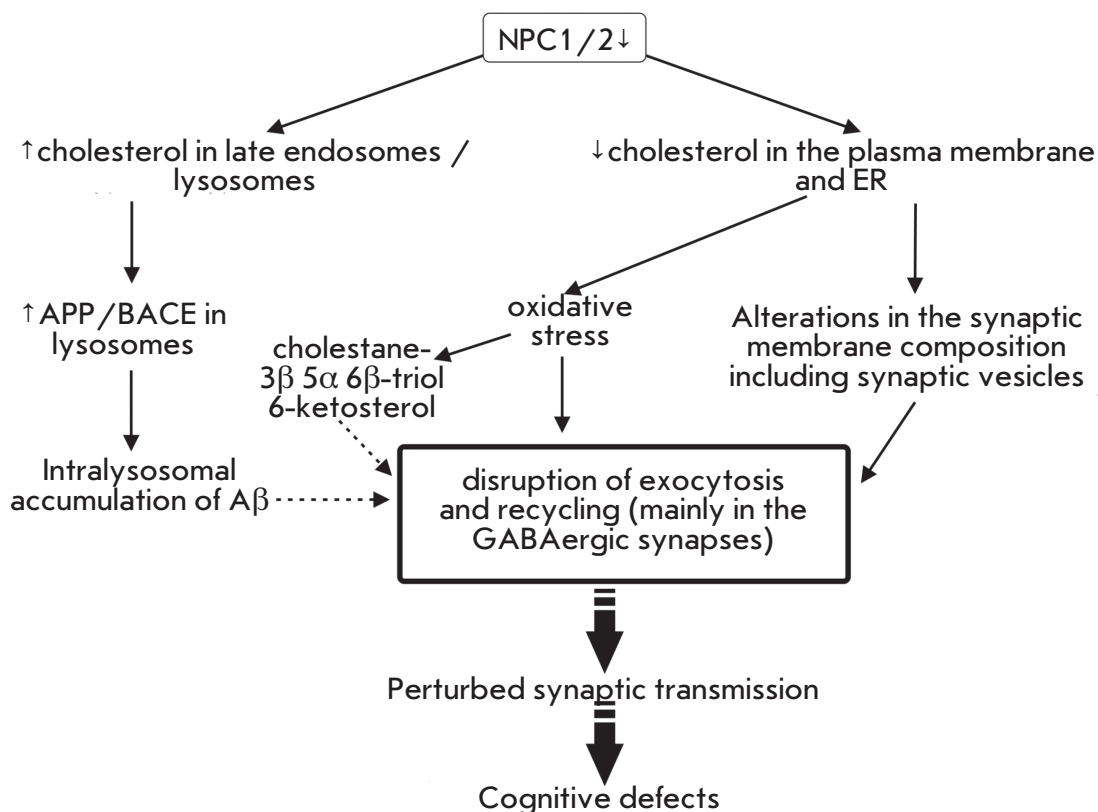 NPC1/2↓
↑cholesterol in late endosomes /
lysosomes
↓cholesterol in the plasma membrane
and ER
↑APP/BACE in
lysosomes
oxidative
stress
Alterations in the synaptic
membrane composition
including synaptic vesicles
cholestane-
3β 5α 6β-triol
6-ketosterol
Intralysosomal
accumulation of Aβ
disruption of exocytosis
and recycling (mainly in the
GABAergic synapses)
Perturbed synaptic transmission
Cognitive defects